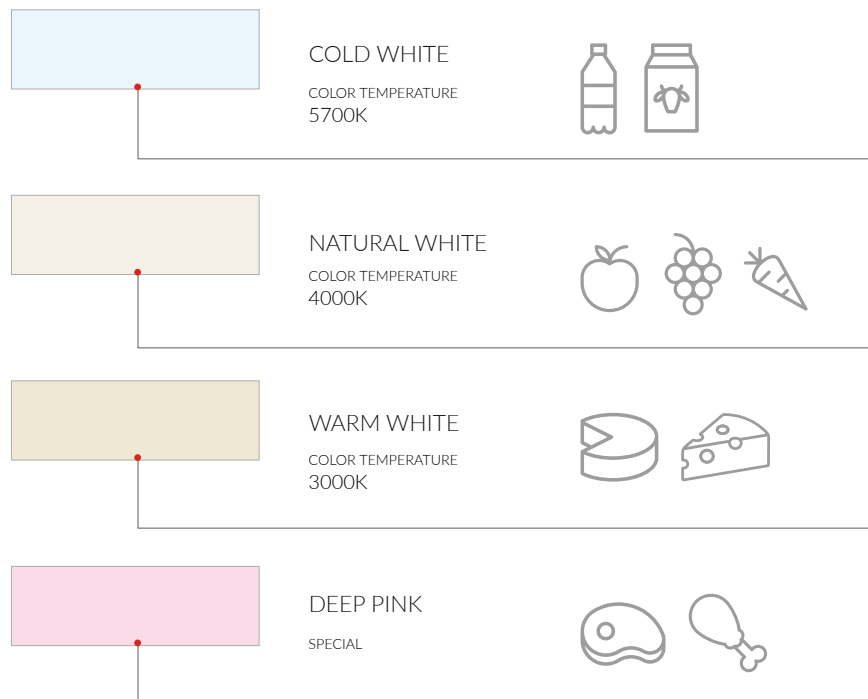 COLD WHITE
COLOR TEMPERATURE
5700K
NATURAL WHITE
COLOR TEMPERATURE
4000K
WARM WHITE
COLOR TEMPERATURE
3000K
DEEP PINK
SPECIAL